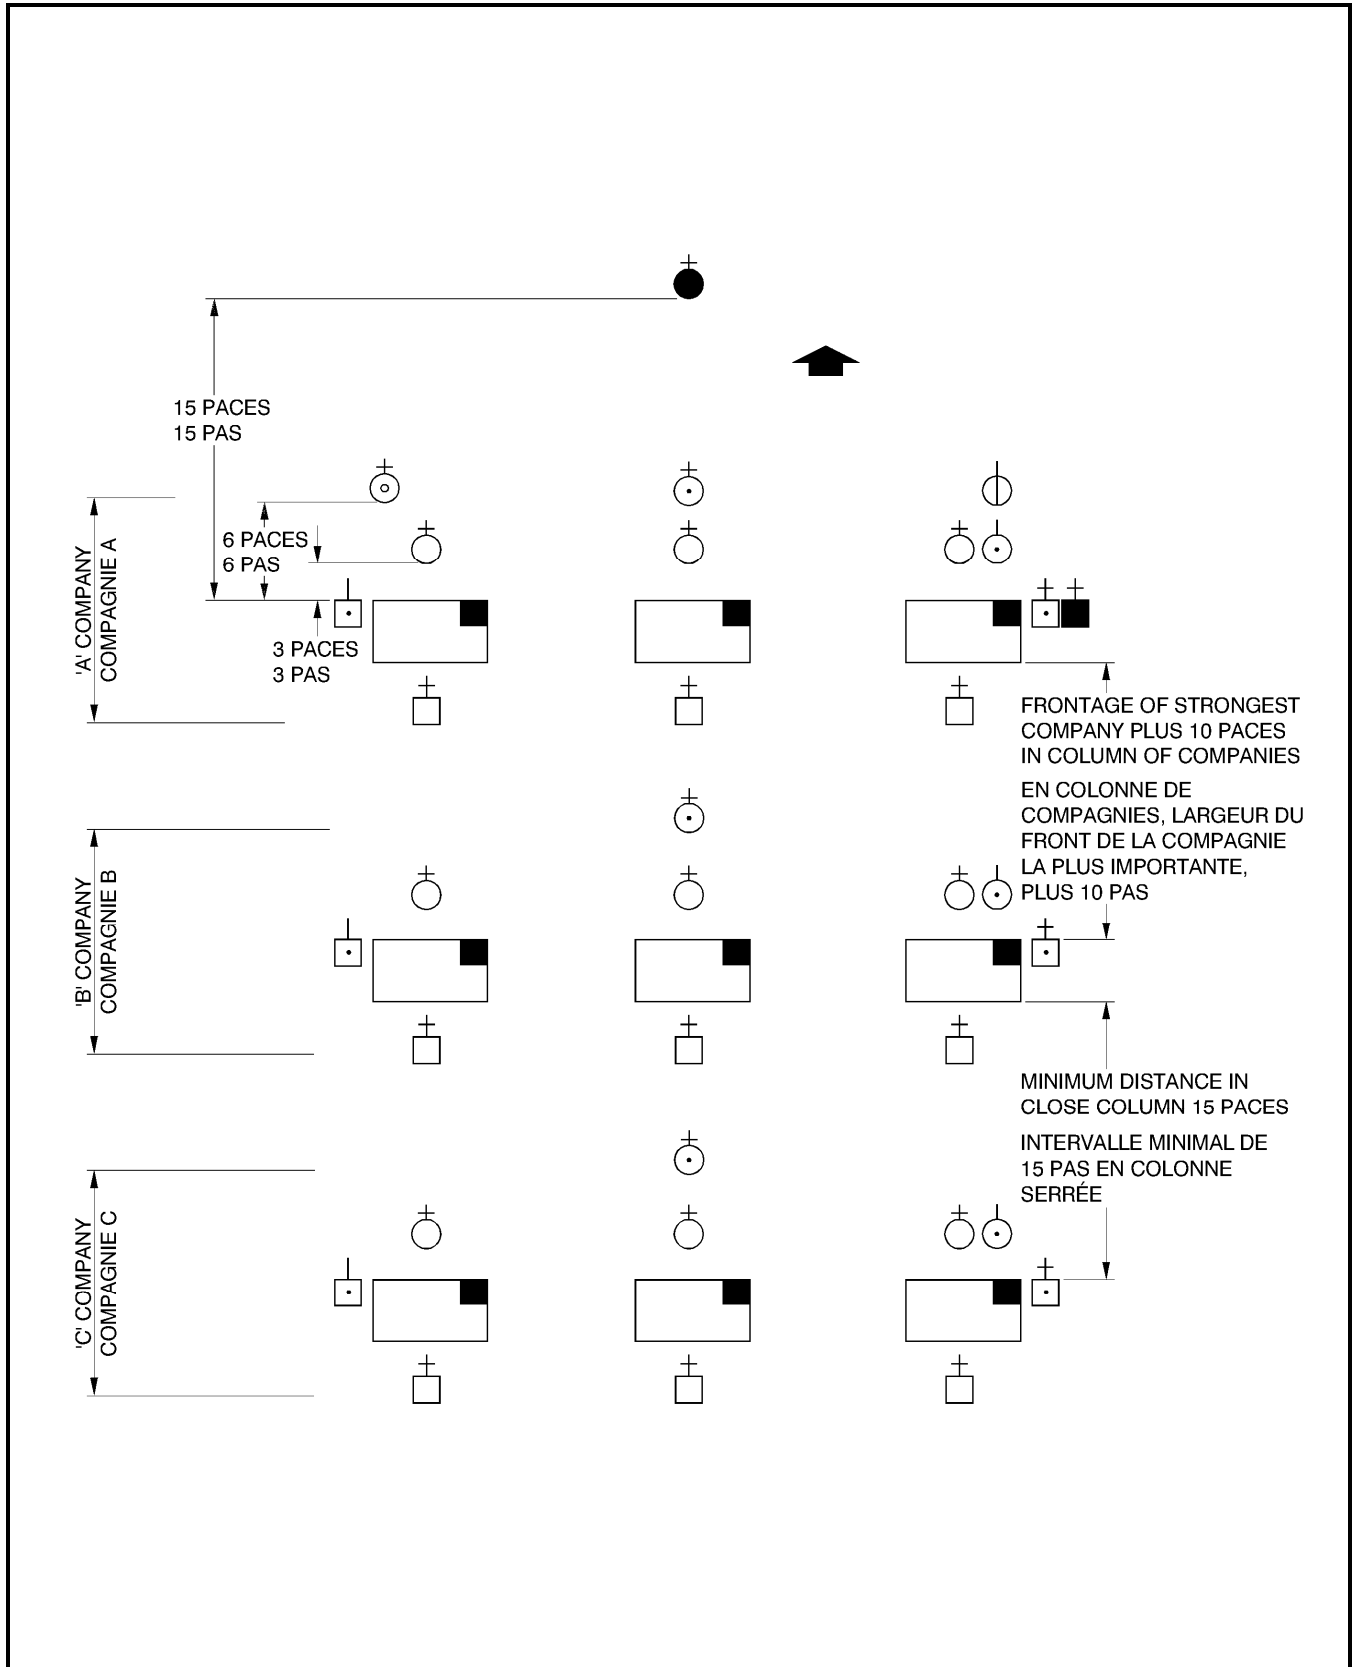 15 PACES
15 PAS
6 PACES
6 PAS
'A' COMPANY
COMPAGNIE A
3 PACES
3 PAS
FRONTAGE OF STRONGEST
COMPANY PLUS 10 PACES
IN COLUMN OF COMPANIES
EN COLONNE DE
COMPAGNIES, LARGEUR DU
FRONT DE LA COMPAGNIE
LA PLUS IMPORTANTE,
PLUS 10 PAS
'B' COMPANY
COMPAGNIE B
MINIMUM DISTANCE IN
CLOSE COLUMN 15 PACES
INTERVALLE MINIMAL DE
15 PAS EN COLONNE
SERRÉE
'C' COMPANY
COMPAGNIE C